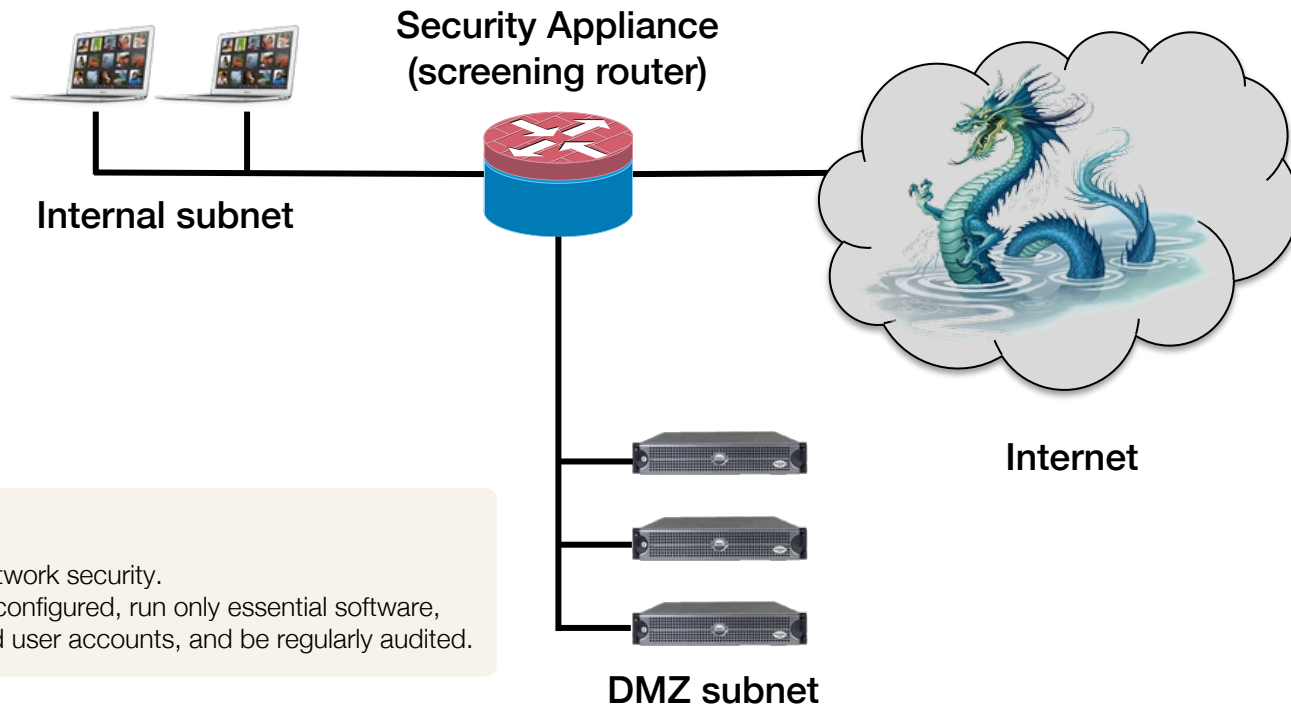 Security Appliance
(screening router)
Internal subnet
Internet
twork security.
configured, run only essential software,
d user accounts, and be regularly audited.
DMZ subnet